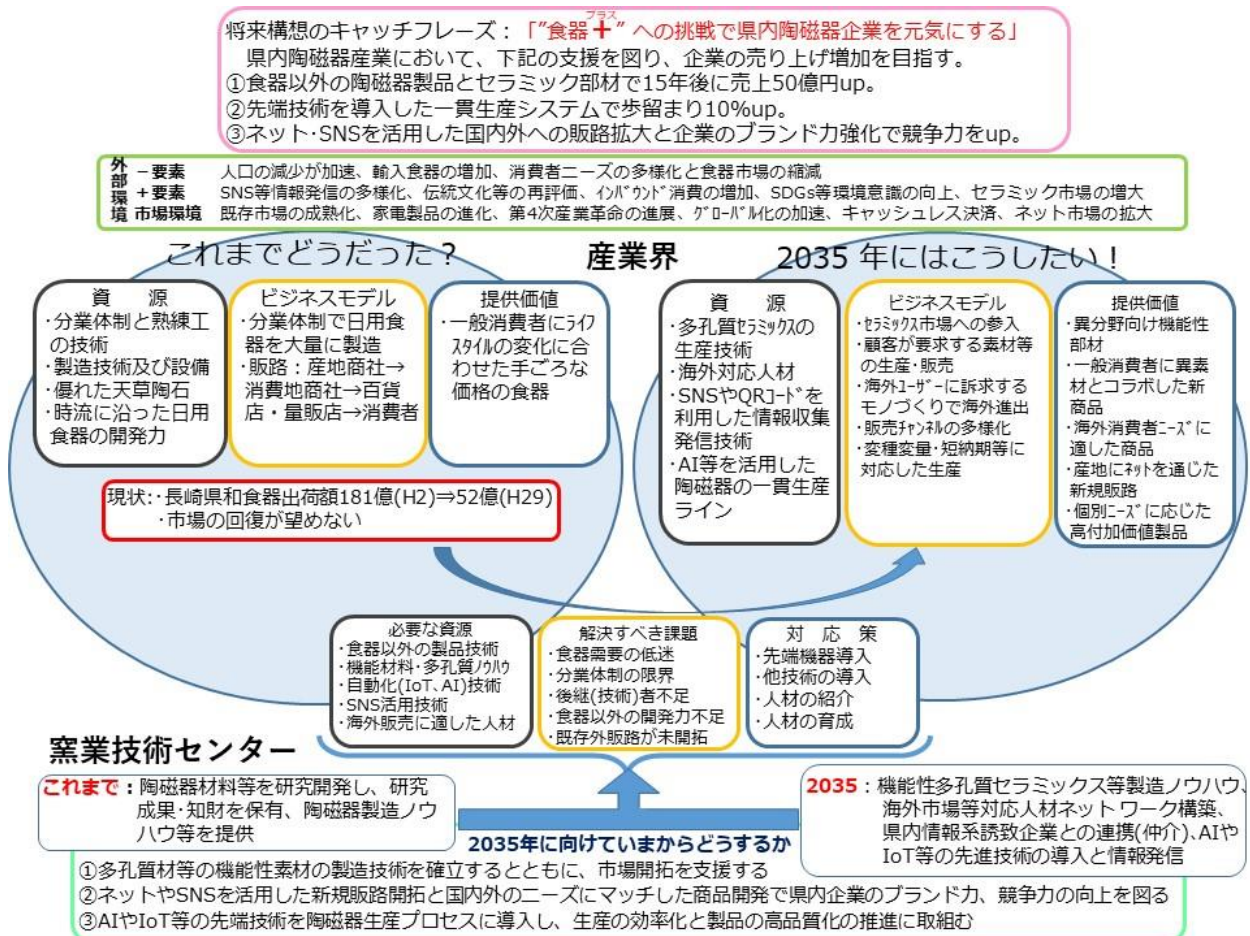 将来構想のキャッチフレーズ：「”食器＋”への挑戦で県内陶磁器企業を元気にする」
プラス
県内陶磁器産業において、下記の支援を図り、企業の売り上げ増加を目指す。
①食器以外の陶磁器製品とセラミック部材で15年後に売上50億円up。
②先端技術を導入した一貫生産システムで歩留まり10％up。
③ネット・SNSを活用した国内外への販路拡大と企業のブランド力強化で競争力をup。
外部環境
－要素 人口の減少が加速、輸入食器の増加、消費者ニーズの多様化と食器市場の縮減
＋要素 SNS等情報発信の多様化、伝統文化等の再評価、ｲﾝﾊﾞｳﾝﾄﾞ消費の増加、SDGs等環境意識の向上、セラミック市場の増大
市場環境 既存市場の成熟化、家電製品の進化、第4次産業革命の進展、ｸﾞﾛｰﾊﾞﾙ化の加速、キャッシュレス決済、ネット市場の拡大
これまでどうだった？
産業界
2035 年にはこうしたい！
資 源
・分業体制と熟練工
の技術
・製造技術及び設備
・優れた天草陶石
・時流に沿った日用
食器の開発力
ビジネスモデル
・分業体制で日用食
器を大量に製造
・販路：産地商社→
消費地商社→百貨
店・量販店→消費者
提供価値
・一般消費者にﾗｲﾌ
ｽﾀｲﾙの変化に合
わせた手ごろな
価格の食器
現状:・長崎県和食器出荷額181億(H2)⇒52億(H29)
・市場の回復が望めない
資 源
・多孔質ｾﾗﾐｯｸｽの
生産技術
・海外対応人材
・SNSやQRｺｰﾄﾞを
利用した情報収集
発信技術
・AI等を活用した
陶磁器の一貫生産
ライン
ビジネスモデル
・ｾﾗﾐｯｸｽ市場への参入
・顧客が要求する素材等
の生産・販売
・海外ﾕｰｻﾞｰに訴求する
モノづくりで海外進出
・販売ﾁｬﾝﾈﾙの多様化
・変種変量・短納期等に
対応した生産
提供価値
・異分野向け機能性
部材
・一般消費者に異素
材とコラボした新
商品
・海外消費者ﾆｰｽﾞに
適した商品
・産地にﾈｯﾄを通じた
新規販路
・個別ﾆｰｽﾞに応じた
高付加価値製品
必要な資源
・食器以外の製品技術
・機能材料・多孔質ﾉｳﾊｳ
・自動化(IoT、AI)技術
・SNS活用技術
・海外販売に適した人材
解決すべき課題
・食器需要の低迷
・分業体制の限界
・後継(技術)者不足
・食器以外の開発力不足
・既存外販路が未開拓
対 応 策
・先端機器導入
・他技術の導入
・人材の紹介
・人材の育成
窯業技術センター
これまで：陶磁器材料等を研究開発し、研究
成果・知財を保有、陶磁器製造ノウ
ハウ等を提供
2035：機能性多孔質セラミックス等製造ノウハウ、
海外市場等対応人材ネットワーク構築、
県内情報系誘致企業との連携(仲介)、AIや
IoT等の先進技術の導入と情報発信
2035年に向けていまからどうするか
①多孔質材等の機能性素材の製造技術を確立するとともに、市場開拓を支援する
②ネットやSNSを活用した新規販路開拓と国内外のニーズにマッチした商品開発で県内企業のブランド力、競争力の向上を図る
③AIやIoT等の先端技術を陶磁器生産プロセスに導入し、生産の効率化と製品の高品質化の推進に取組む